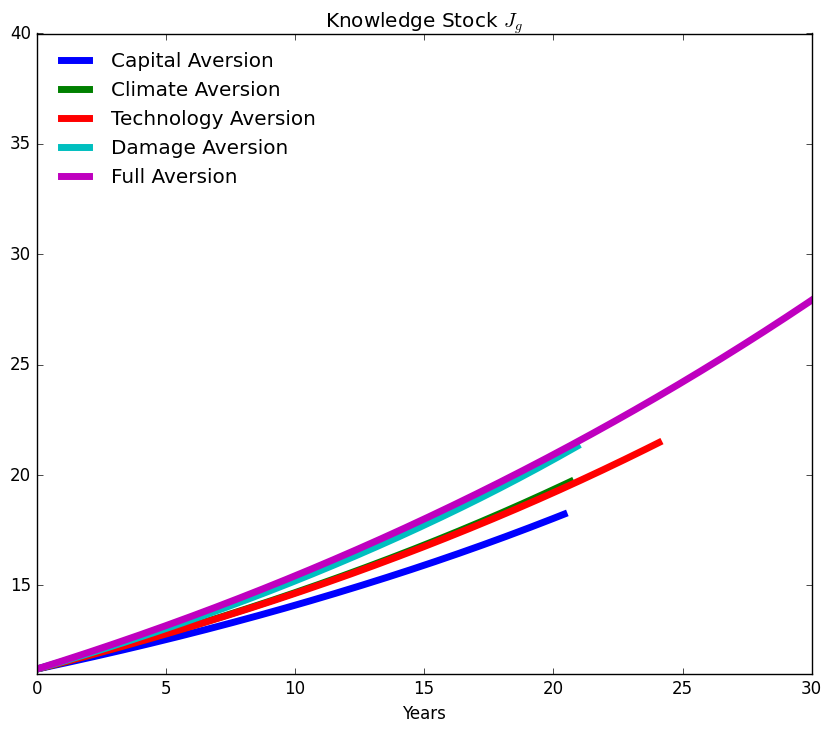 Knowledge Stock J_g
40
35
30
25
20
15
Capital Aversion
Climate Aversion
Technology Aversion
Damage Aversion
Full Aversion
0 5 10 15 20 25 30
Years